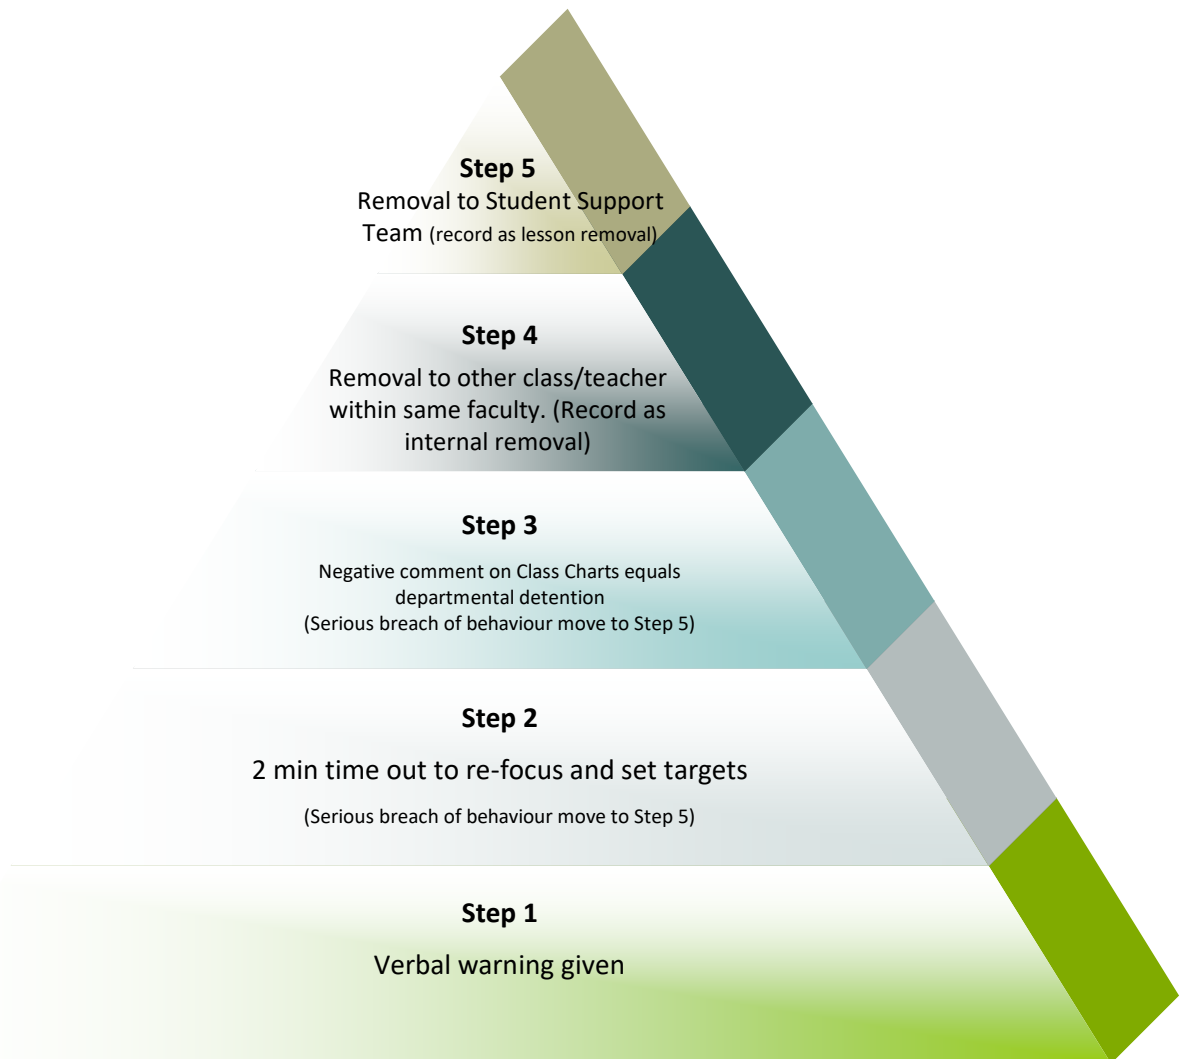 Step 5
Removal to Student Support
Team (record as lesson removal)
Step 4
Removal to other class/teacher
within same faculty. (Record as
internal removal)
Step 3
Negative comment on Class Charts equals
departmental detention
(Serious breach of behaviour move to Step 5)
Step 2
2 min time out to re-focus and set targets
(Serious breach of behaviour move to Step 5)
Step 1
Verbal warning given